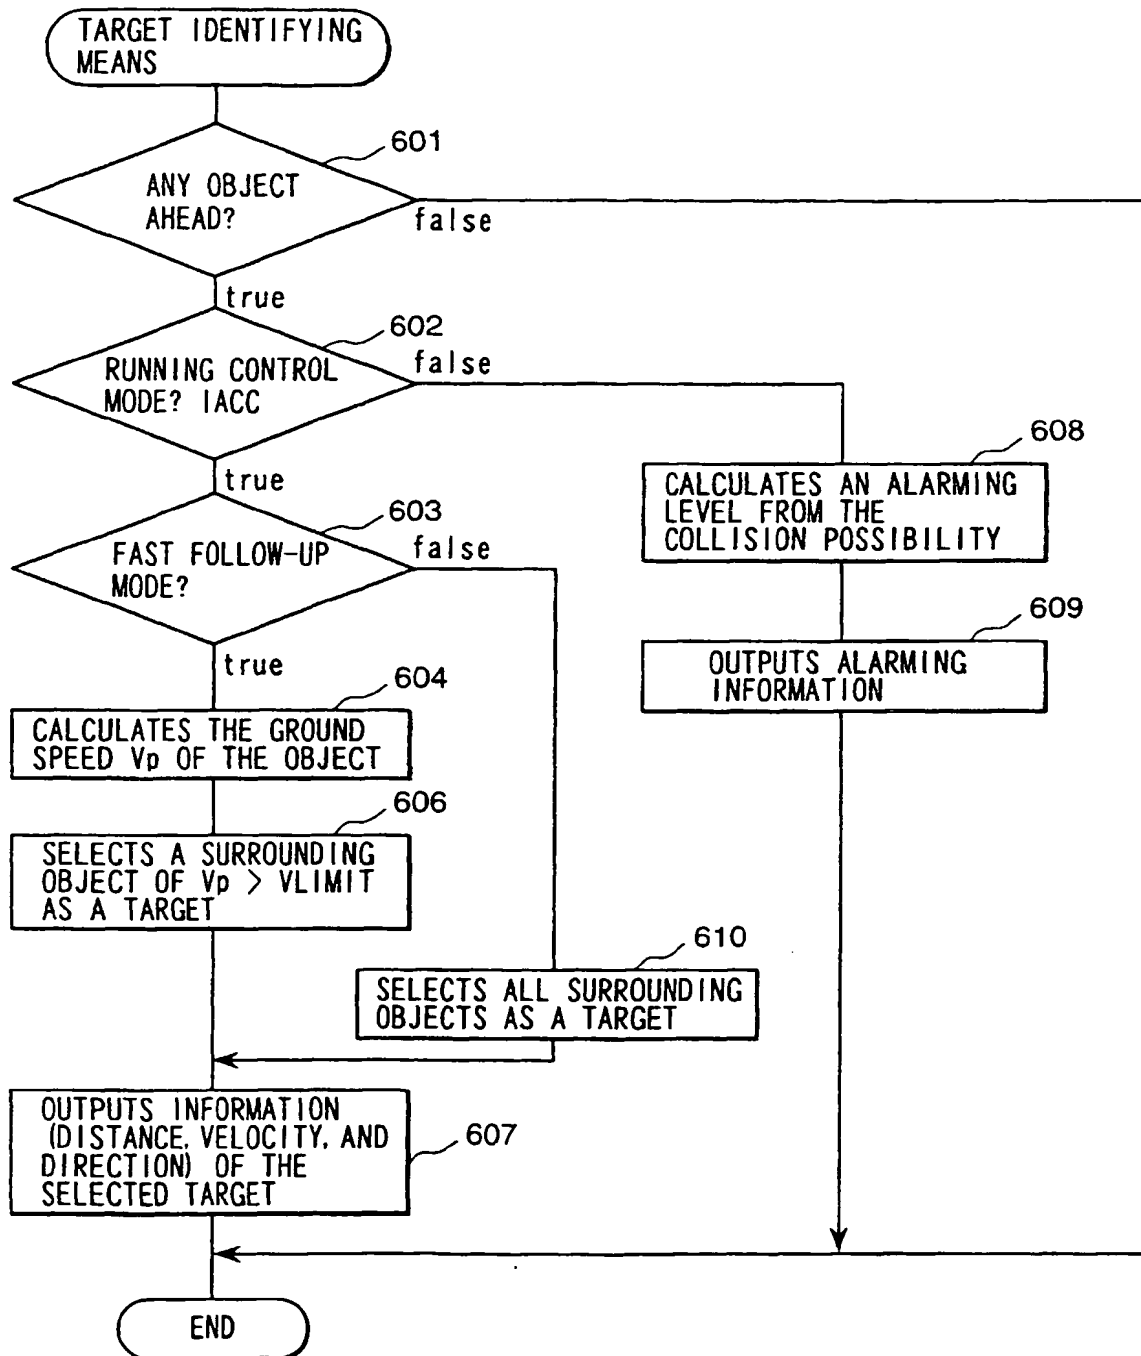 TARGET IDENTIFYING
MEANS
601
ANY OBJECT
AHEAD?
false
true
602
RUNNING CONTROL
MODE? IACC
false
true
603
FAST FOLLOW-UP
MODE?
false
true
608
CALCULATES AN ALARMING
LEVEL FROM THE
COLLISION POSSIBILITY
609
OUTPUTS ALARMING
INFORMATION
604
CALCULATES THE GROUND
SPEED Vp OF THE OBJECT
606
SELECTS A SURROUNDING
OBJECT OF Vp > VLIMIT
AS A TARGET
610
SELECTS ALL SURROUNDING
OBJECTS AS A TARGET
OUTPUTS INFORMATION
(DISTANCE, VELOCITY, AND
DIRECTION) OF THE
SELECTED TARGET
607
END